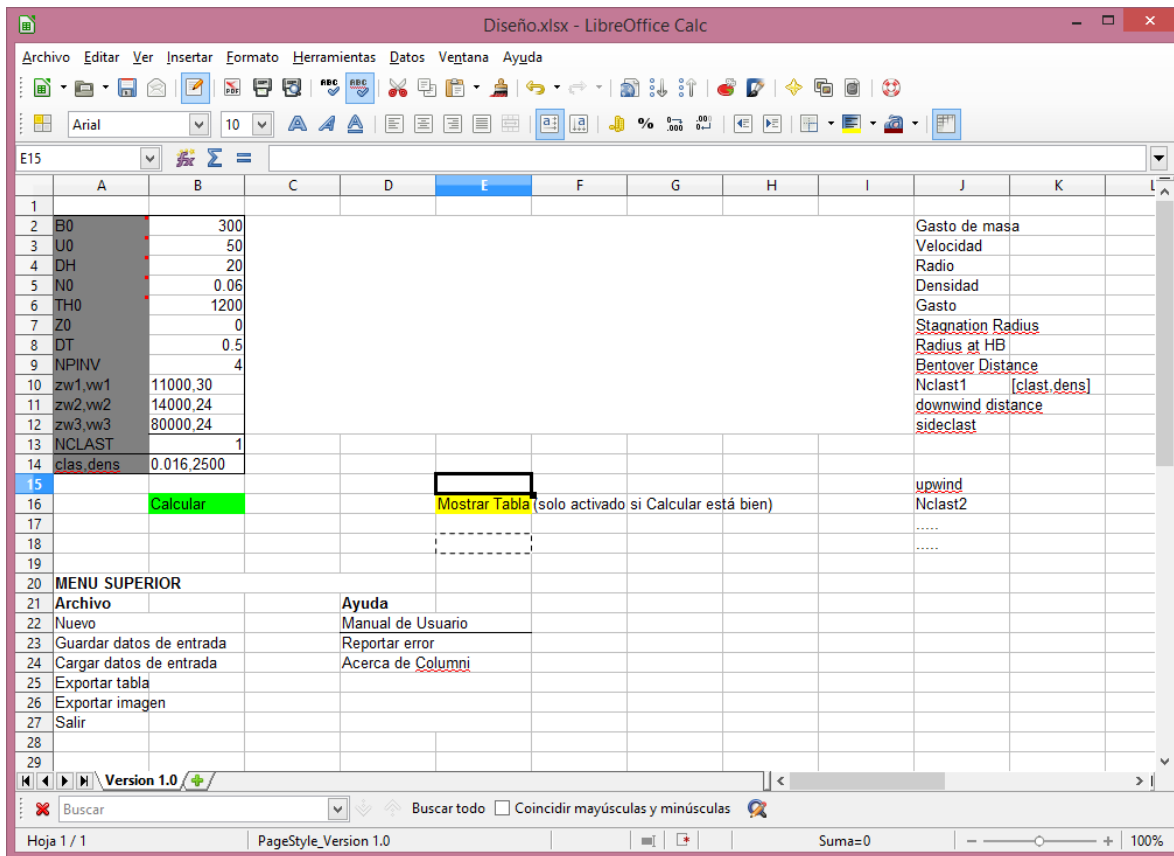 Diseño.xlsx - LibreOffice Calc
Archivo Editar Ver Insertar Formato Herramientas Datos Ventana Ayuda
Arial 10
E15
A B C D E F G H I J K L
1
2 B0 300 Gasto de masa
3 U0 50 Velocidad
4 DH 20 Radio
5 N0 0.06 Densidad
6 TH0 1200 Gasto
7 Z0 0 Stagnation Radius
8 DT 0.5 Radius at HB
9 NPINV 4 Bentover Distance
10 zw1,vw1 11000,30 Nclast1 [clast,dens]
11 zw2,vw2 14000,24 downwind distance
12 zw3,vw3 80000,24 sideclast
13 NCLAST 1
14 clas,dens 0.016,2500
15 upwind
16 Calcular Mostrar Tabla (solo activado si Calcular está bien) Nclast2
17 .....
18 .....
19
20 MENU SUPERIOR
21 Archivo Ayuda
22 Nuevo Manual de Usuario
23 Guardar datos de entrada Reportar error
24 Cargar datos de entrada Acerca de Columni
25 Exportar tabla
26 Exportar imagen
27 Salir
28
29
Version 1.0
Buscar Buscar todo Coincidir mayúsculas y minúsculas
Hoja 1 / 1 PageStyle_Version 1.0 Suma=0 100%